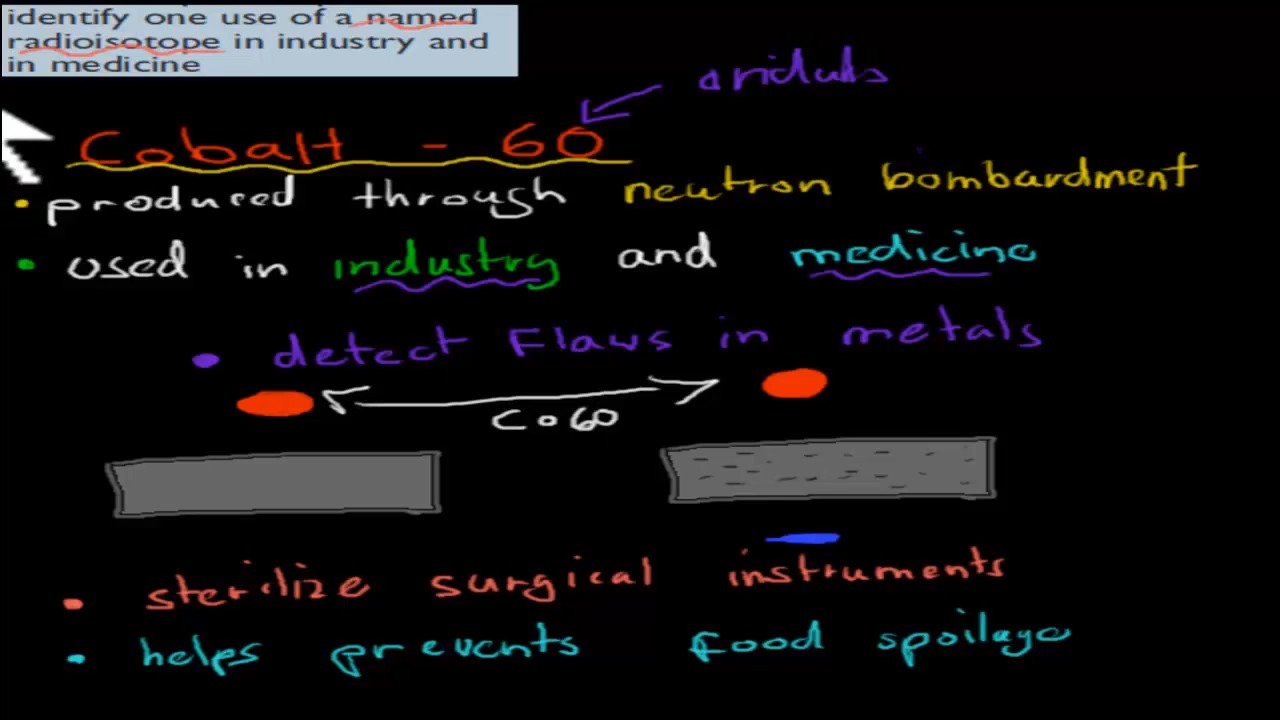 identify one use of a named
radioisotope in industry and
in medicine
Cobalt - 60
• produced through neutron bombardment
• used in industry and medicine
• detect Flaws in metals
Co60
• sterilize surgical instruments
• helps prevents food spoilage